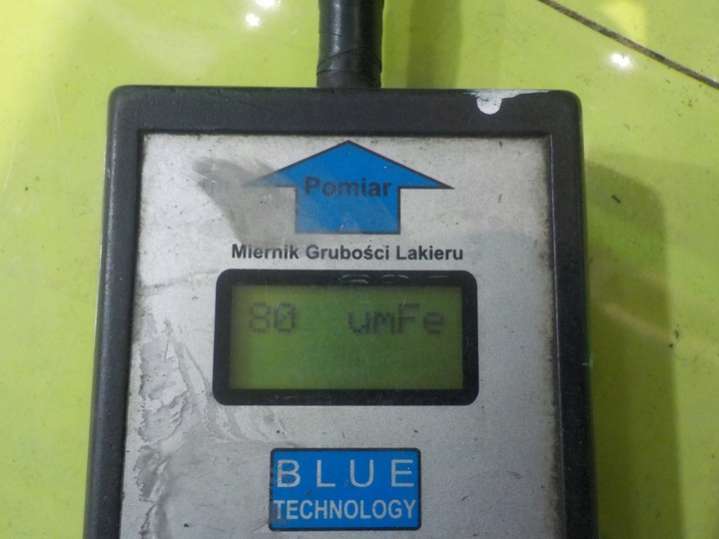 Pomiar
Miernik Grubości Lakieru
80 umFe
BLUE
TECHNOLOGY